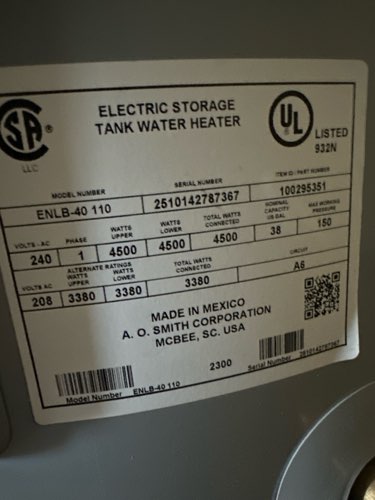 ELECTRIC STORAGE
TANK WATER HEATER
SA
LLC
UL
LISTED
932N
MODEL NUMBER SERIAL NUMBER ITEM ID / PART NUMBER
ENLB-40 110 2510142787367 100295351
VOLTS - AC PHASE WATTS UPPER WATTS LOWER TOTAL WATTS CONNECTED NOMINAL CAPACITY US GAL MAX WORKING PRESSURE
240 1 4500 4500 4500 38 150
VOLTS AC ALTERNATE RATINGS WATTS UPPER WATTS LOWER TOTAL WATTS CONNECTED CIRCUIT
208 3380 3380 3380 A6
MADE IN MEXICO
A. O. SMITH CORPORATION
MCBEE, SC. USA
2300
Model Number ENLB-40 110
Serial Number 2510142787367